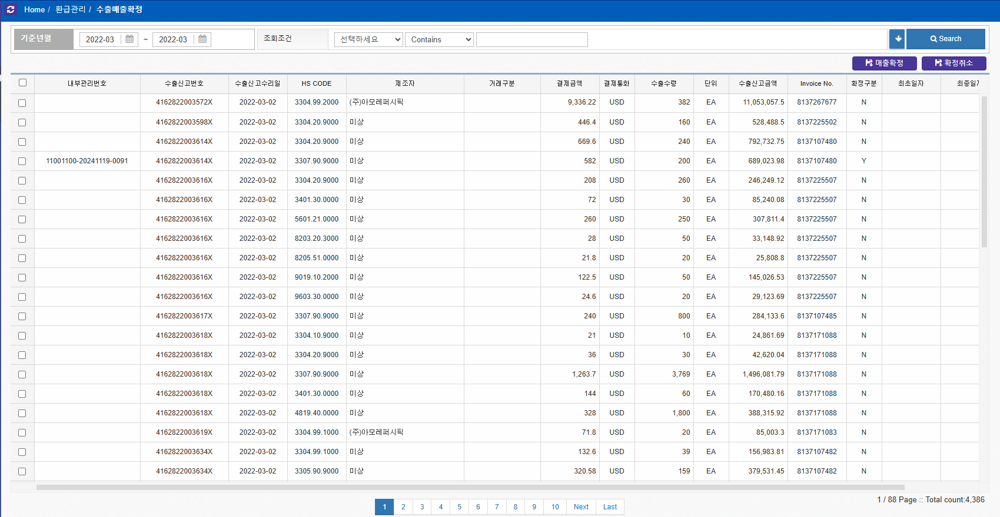 Home / 환급관리 / 수출매출확정
기준년월 2022-03 ~ 2022-03 조회조건 선택하세요 Contains Search
매출확정 확정취소
내부관리번호 수출신고번호 수출신고수리일 HS CODE 제조자 거래구분 결제금액 결제통화 수출수량 단위 수출신고금액 Invoice No. 확정구분 최초일자 최종일자
4162822003572X 2022-03-02 3304.99.2000 (주)아모레퍼시픽 9,336.22 USD 382 EA 11,053,057.5 8137267677 N
4162822003598X 2022-03-02 3304.20.9000 미상 446.4 USD 160 EA 528,488.5 8137225502 N
4162822003614X 2022-03-02 3304.20.9000 미상 669.6 USD 240 EA 792,732.75 8137107480 N
11001100-20241119-0091 4162822003614X 2022-03-02 3307.90.9000 미상 582 USD 200 EA 689,023.98 8137107480 Y
4162822003616X 2022-03-02 3304.20.9000 미상 208 USD 260 EA 246,249.12 8137225507 N
4162822003616X 2022-03-02 3401.30.0000 미상 72 USD 30 EA 85,240.08 8137225507 N
4162822003616X 2022-03-02 5601.21.0000 미상 260 USD 250 EA 307,811.4 8137225507 N
4162822003616X 2022-03-02 8203.20.3000 미상 28 USD 50 EA 33,148.92 8137225507 N
4162822003616X 2022-03-02 8205.51.0000 미상 21.8 USD 20 EA 25,808.8 8137225507 N
4162822003616X 2022-03-02 9019.10.2000 미상 122.5 USD 50 EA 145,026.53 8137225507 N
4162822003616X 2022-03-02 9603.30.0000 미상 24.6 USD 20 EA 29,123.69 8137225507 N
4162822003617X 2022-03-02 3307.90.9000 미상 240 USD 800 EA 284,133.6 8137107485 N
4162822003618X 2022-03-02 3304.10.9000 미상 21 USD 10 EA 24,861.69 8137171088 N
4162822003618X 2022-03-02 3304.20.9000 미상 36 USD 30 EA 42,620.04 8137171088 N
4162822003618X 2022-03-02 3307.90.9000 미상 1,263.7 USD 3,769 EA 1,496,081.79 8137171088 N
4162822003618X 2022-03-02 3401.30.0000 미상 144 USD 60 EA 170,480.16 8137171088 N
4162822003618X 2022-03-02 4819.40.0000 미상 328 USD 1,800 EA 388,315.92 8137171088 N
4162822003619X 2022-03-02 3304.99.1000 (주)아모레퍼시픽 71.8 USD 20 EA 85,003.3 8137171083 N
4162822003634X 2022-03-02 3304.99.1000 미상 132.6 USD 39 EA 156,983.81 8137107482 N
4162822003634X 2022-03-02 3305.90.9000 미상 320.58 USD 159 EA 379,531.45 8137107482 N
1 2 3 4 5 6 7 8 9 10 Next Last
1 / 88 Page :: Total count:4,386